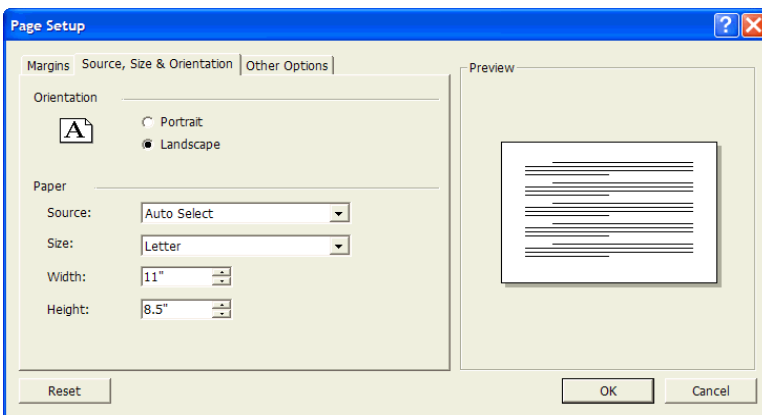 Page Setup
Margins Source, Size & Orientation Other Options
Orientation
A
Portrait
Landscape
Paper
Source: Auto Select
Size: Letter
Width: 11"
Height: 8.5"
Preview
Reset OK Cancel